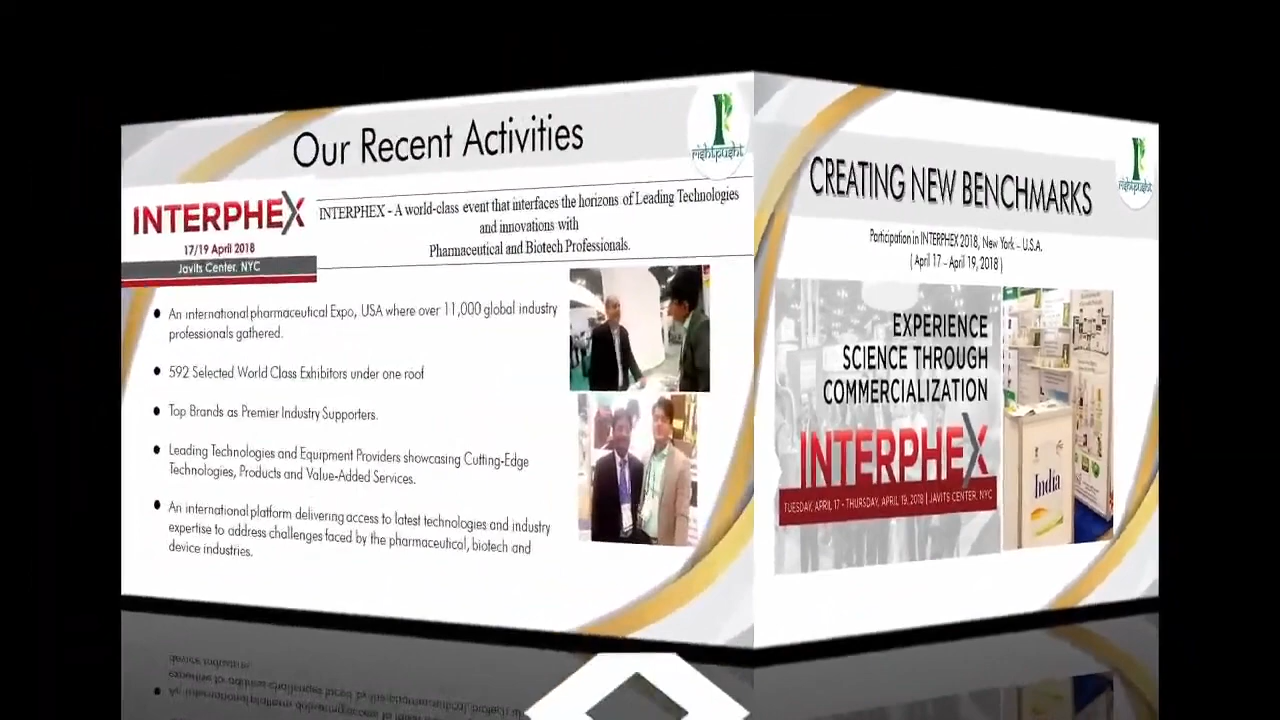 Our Recent Activities
rishtpusht
INTERPHEX
17/19 April 2018
Javits Center, NYC
INTERPHEX - A world-class event that interfaces the horizons of Leading Technologies
and innovations with
Pharmaceutical and Biotech Professionals.
An international pharmaceutical Expo, USA where over 11,000 global industry
professionals gathered.
592 Selected World Class Exhibitors under one roof
Top Brands as Premier Industry Supporters.
Leading Technologies and Equipment Providers showcasing Cutting-Edge
Technologies, Products and Value-Added Services.
An international platform delivering access to latest technologies and industry
expertise to address challenges faced by the pharmaceutical, biotech and
device industries.
rishtpusht
CREATING NEW BENCHMARKS
Participation in INTERPHEX 2018, New York – U.S.A.
( April 17 – April 19, 2018 )
EXPERIENCE
SCIENCE THROUGH
COMMERCIALIZATION
INTERPHEX
TUESDAY, APRIL 17 - THURSDAY, APRIL 19, 2018 | JAVITS CENTER, NYC
India